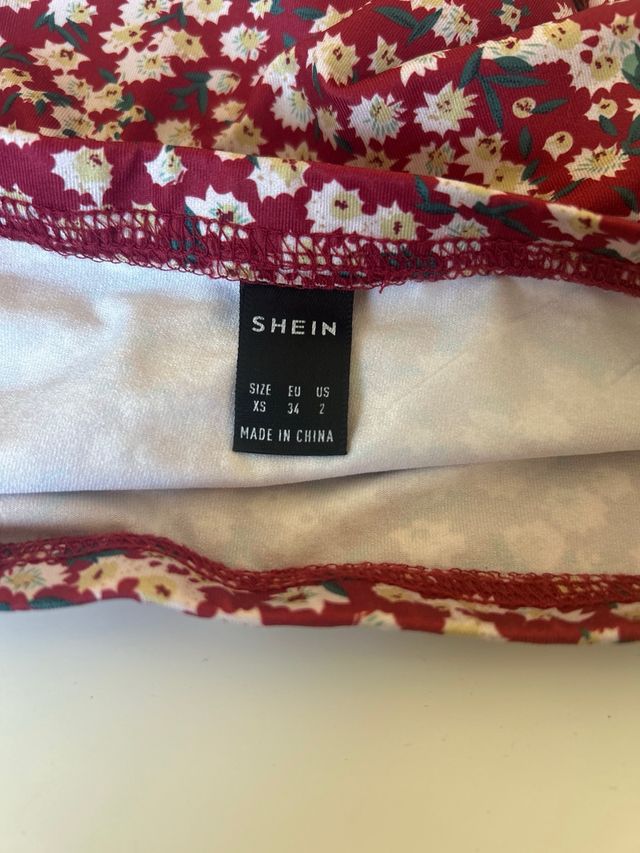 SHEIN
SIZE EU US
XS 34 2
MADE IN CHINA